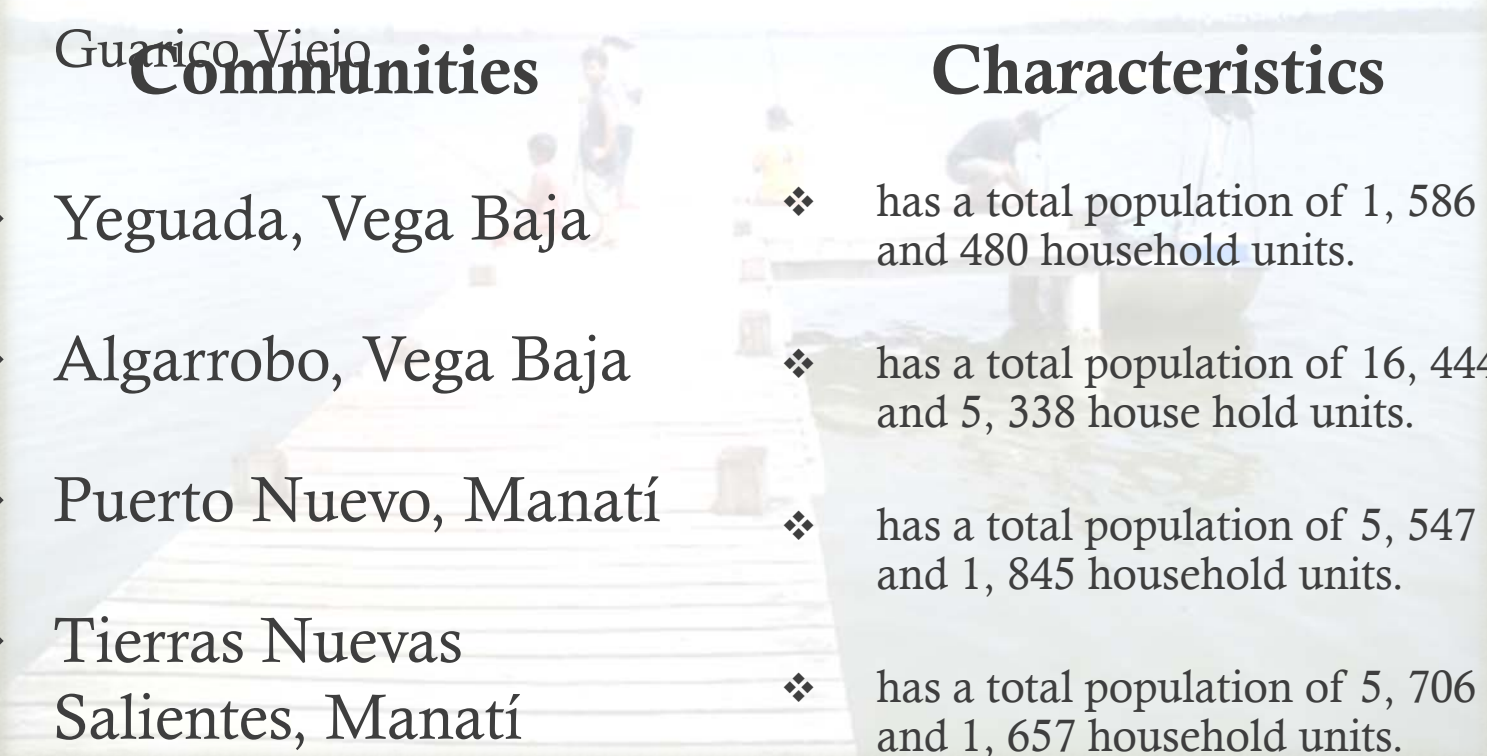 Guarico Viejo
Communities
Yeguada, Vega Baja
Algarrobo, Vega Baja
Puerto Nuevo, Manatí
Tierras Nuevas
Salientes, Manatí
Characteristics
❖ has a total population of 1, 586
and 480 household units.
❖ has a total population of 16, 444
and 5, 338 house hold units.
❖ has a total population of 5, 547
and 1, 845 household units.
❖ has a total population of 5, 706
and 1, 657 household units.